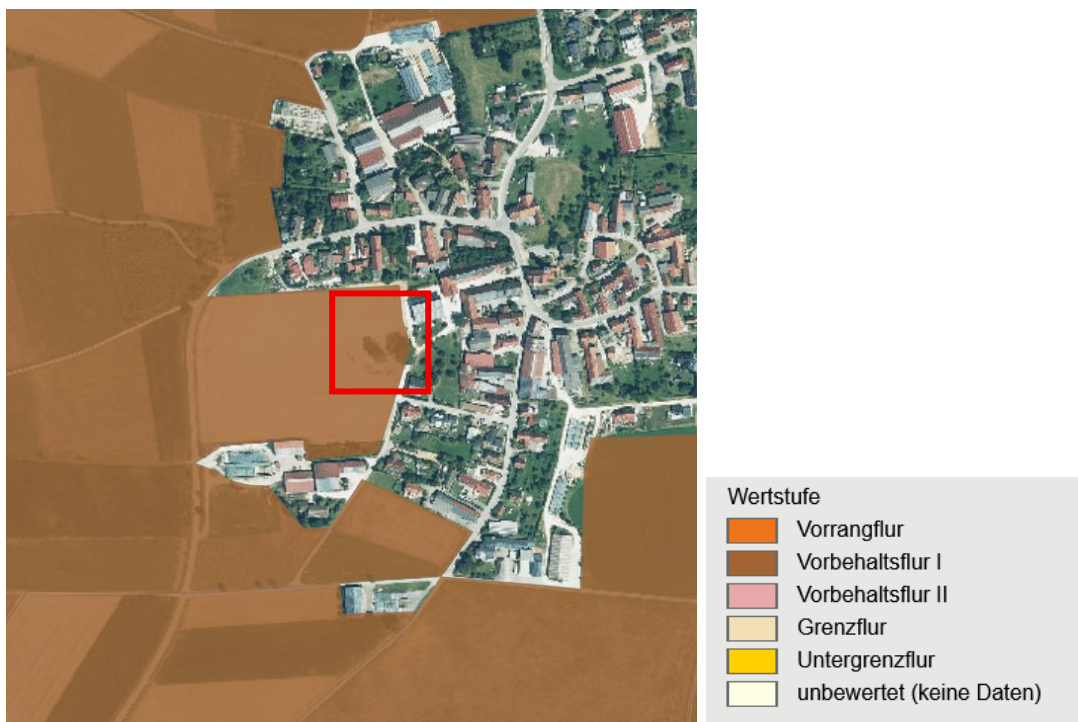 Wertstufe
Vorrangflur
Vorbehaltsflur I
Vorbehaltsflur II
Grenzflur
Untergrenzflur
unbewertet (keine Daten)